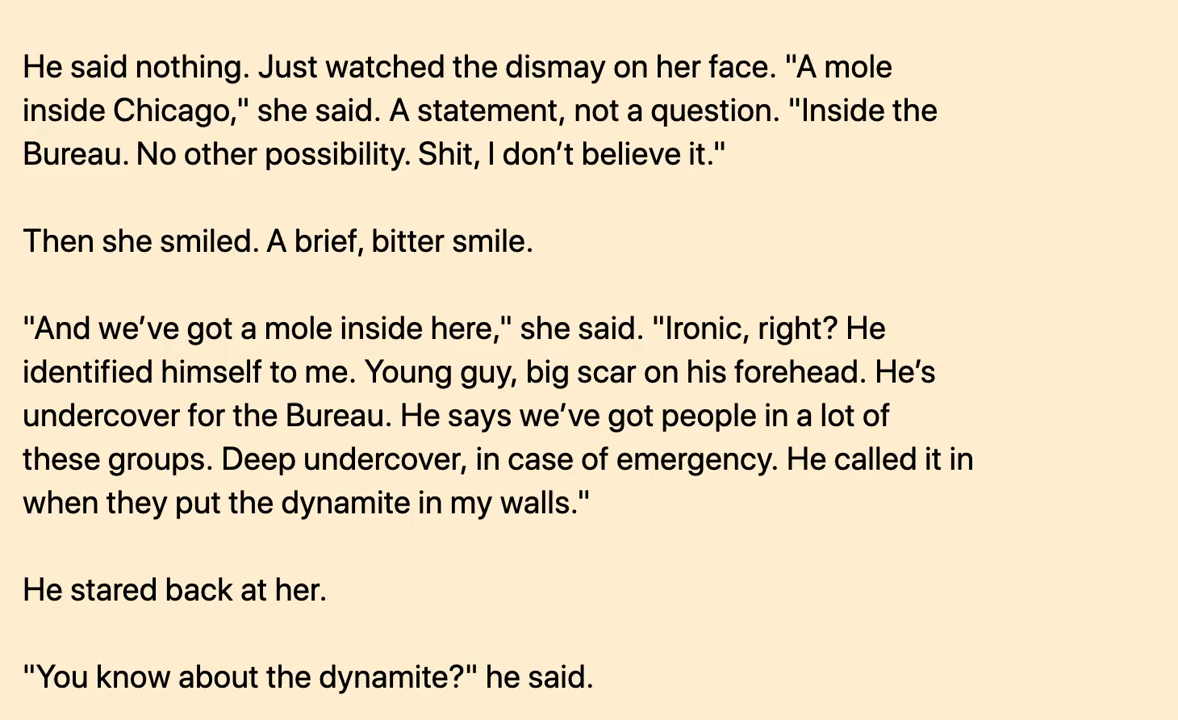 He said nothing. Just watched the dismay on her face. "A mole
inside Chicago," she said. A statement, not a question. "Inside the
Bureau. No other possibility. Shit, I don’t believe it."
Then she smiled. A brief, bitter smile.
"And we’ve got a mole inside here," she said. "Ironic, right? He
identified himself to me. Young guy, big scar on his forehead. He’s
undercover for the Bureau. He says we’ve got people in a lot of
these groups. Deep undercover, in case of emergency. He called it in
when they put the dynamite in my walls."
He stared back at her.
"You know about the dynamite?" he said.